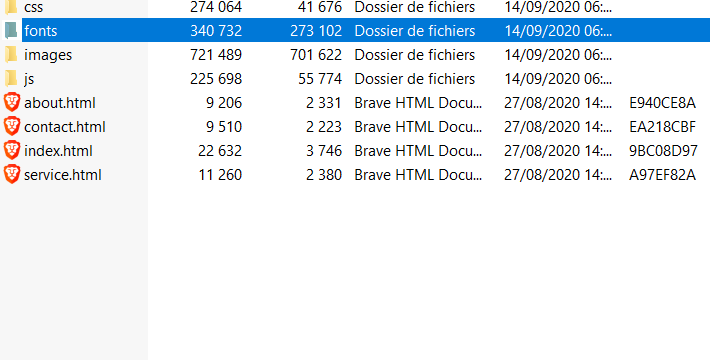 css 274 064 41 676 Dossier de fichiers 14/09/2020 06:...
fonts 340 732 273 102 Dossier de fichiers 14/09/2020 06:...
images 721 489 701 622 Dossier de fichiers 14/09/2020 06:...
js 225 698 55 774 Dossier de fichiers 14/09/2020 06:...
about.html 9 206 2 331 Brave HTML Docu... 27/08/2020 14:... E940CE8A
contact.html 9 510 2 223 Brave HTML Docu... 27/08/2020 14:... EA218CBF
index.html 22 632 3 746 Brave HTML Docu... 27/08/2020 14:... 9BC08D97
service.html 11 260 2 380 Brave HTML Docu... 27/08/2020 14:... A97EF82A